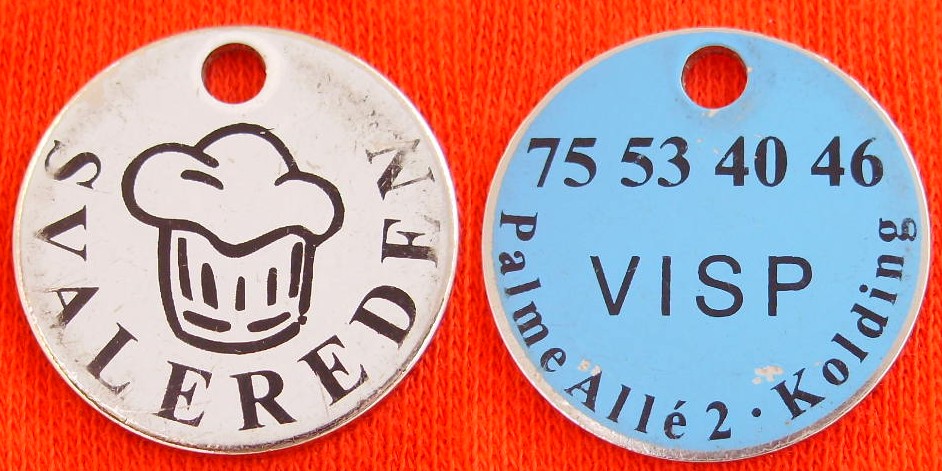 SVALEREDEN
75 53 40 46
VISP
Palme Allé 2 · Kolding